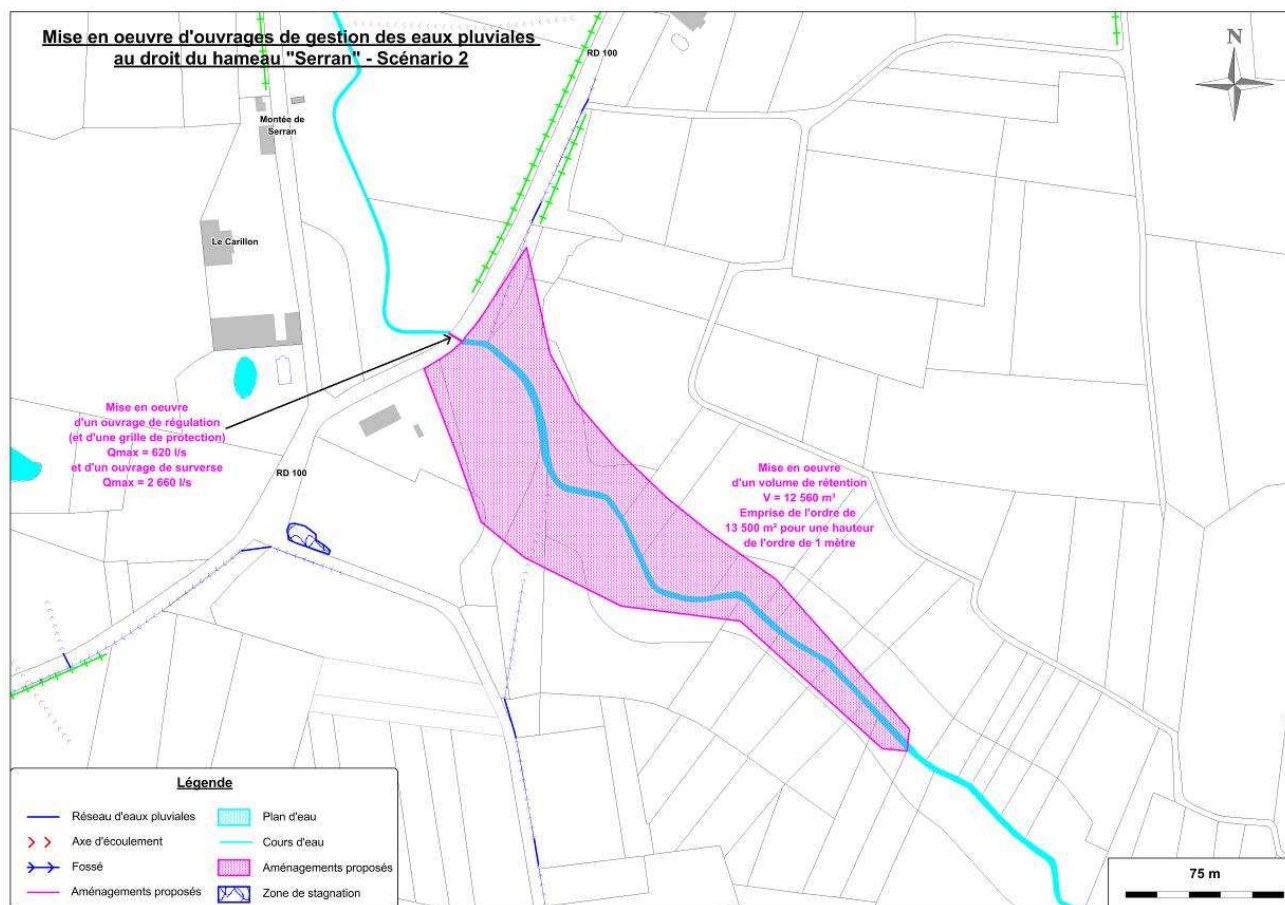 Mise en oeuvre d'ouvrages de gestion des eaux pluviales
au droit du hameau "Serran" - Scénario 2
RD 100
N
Montée de
Serran
Le Carillon
Mise en oeuvre
d'un ouvrage de régulation
(et d'une grille de protection)
Qmax = 620 l/s
et d'un ouvrage de surverse
Qmax = 2 660 l/s
RD 100
Mise en oeuvre
d'un volume de rétention
V = 12 560 m³
Emprise de l'ordre de
13 500 m² pour une hauteur
de l'ordre de 1 mètre
Légende
Réseau d'eaux pluviales
Axe d'écoulement
Fossé
Aménagements proposés
Plan d'eau
Cours d'eau
Aménagements proposés
Zone de stagnation
75 m